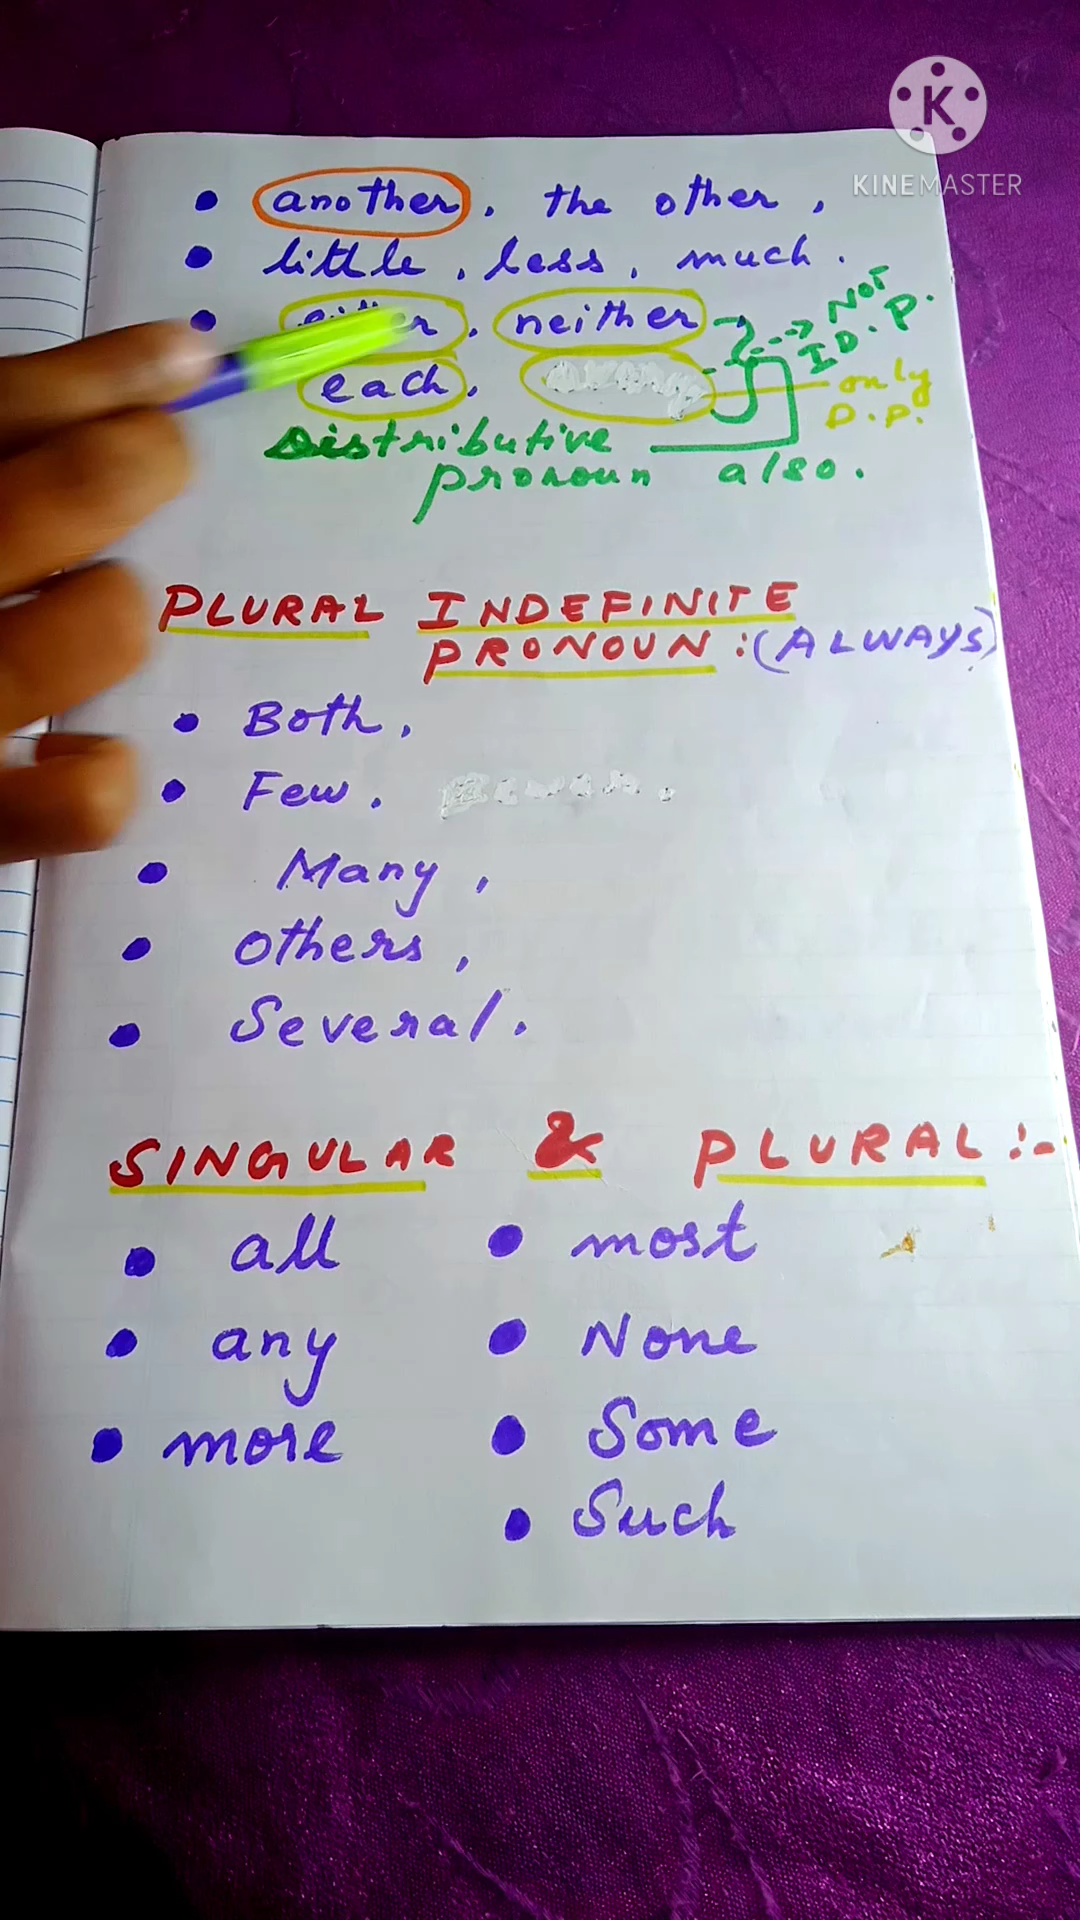 K
KINEMASTER
• another, the other,
• little, less, much.
• either, neither
NOT
I D. P.
each,
only
D.P.
Distributive
pronoun also.
PLURAL INDEFINITE
PRONOUN :(ALWAYS)
• Both,
• Few.
• Many,
• others,
• Several.
SINGULAR & PLURAL:-
• all • most
• any • None
• more • Some
• Such